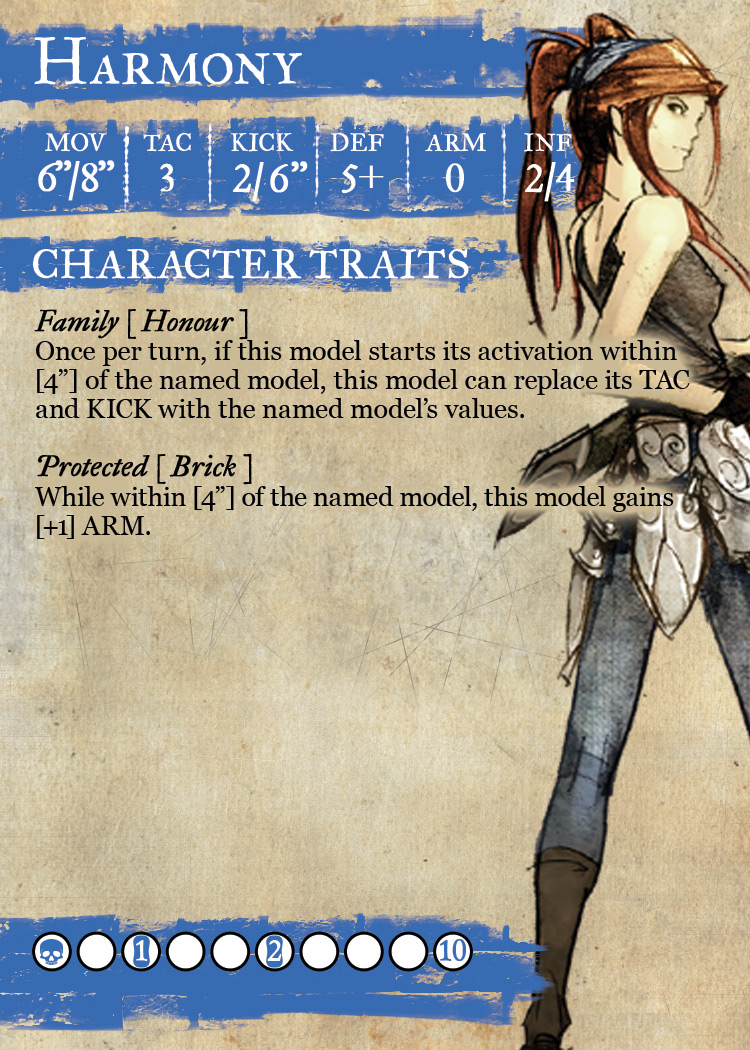 Harmony
MOV TAC KICK DEF ARM INF
6”/8” 3 2/6” 5+ 0 2/4
CHARACTER TRAITS
Family [ Honour ]
Once per turn, if this model starts its activation within
[4”] of the named model, this model can replace its TAC
and KICK with the named model’s values.
Protected [ Brick ]
While within [4”] of the named model, this model gains
[+1] ARM.
1 2 10